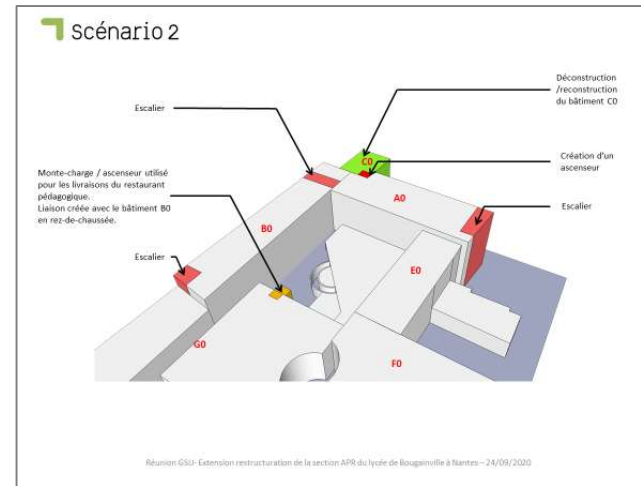 Scénario 2
Déconstruction
/reconstruction
du bâtiment C0
Escalier
C0
Création d'un
ascenseur
Monte-charge / ascenseur utilisé
pour les livraisons du restaurant
pédagogique.
Liaison créée avec le bâtiment B0
en rez-de-chaussée.
A0
Escalier
B0
Escalier
E0
G0
F0
Réunion GSU- Extension restructuration de la section APR du lycée de Bougainville à Nantes – 24/09/2020